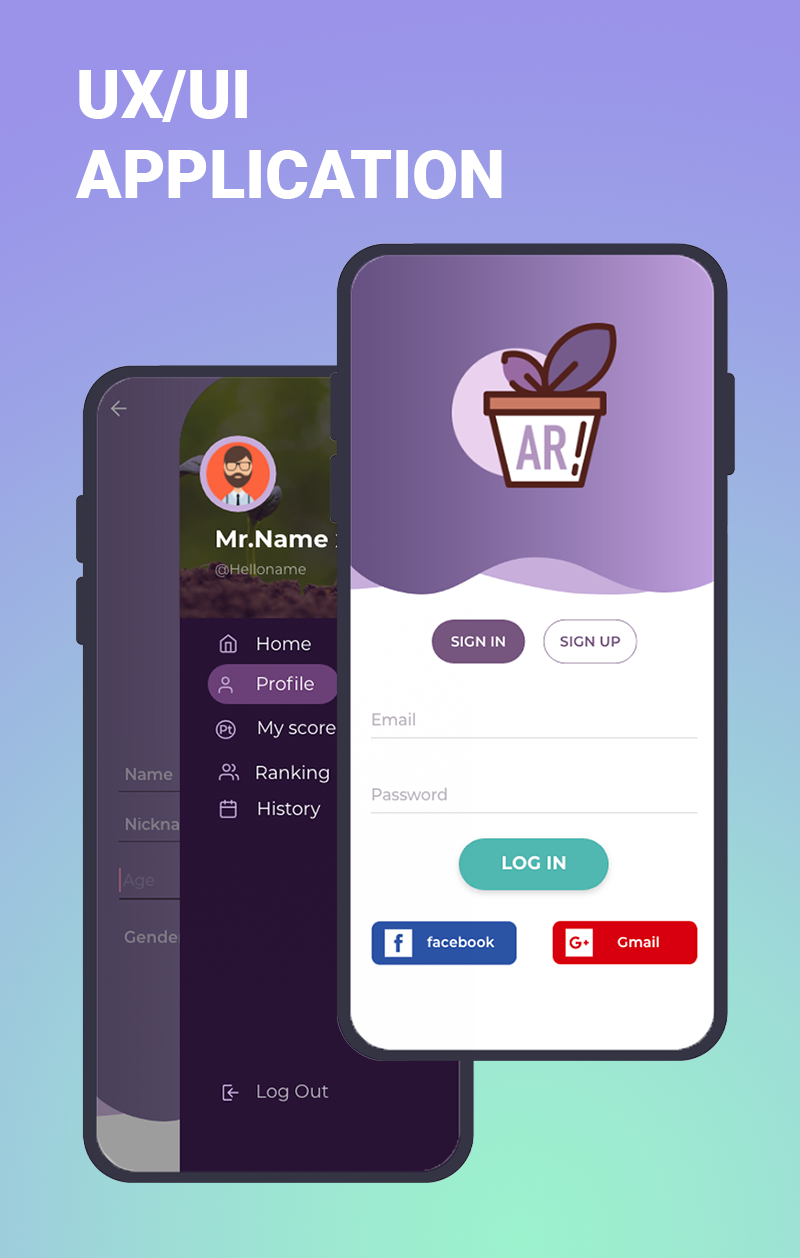 UX/UI
APPLICATION
AR!
SIGN IN
SIGN UP
Email
Password
LOG IN
f facebook
G+ Gmail
Mr.Name
@Helloname
Home
Profile
Pt My score
Ranking
History
Name
Nickna
Age
Gende
Log Out